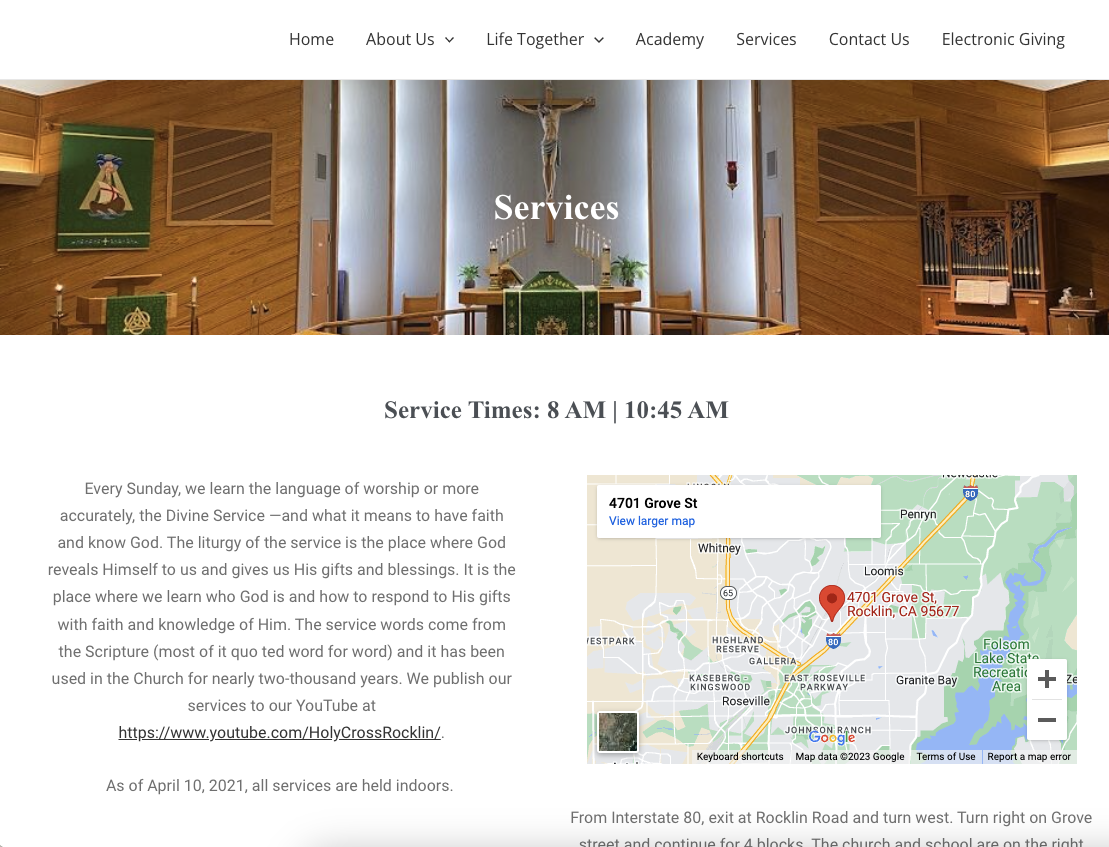 Home About Us Life Together Academy Services Contact Us Electronic Giving
Services
Service Times: 8 AM | 10:45 AM
Every Sunday, we learn the language of worship or more
accurately, the Divine Service —and what it means to have faith
and know God. The liturgy of the service is the place where God
reveals Himself to us and gives us His gifts and blessings. It is the
place where we learn who God is and how to respond to His gifts
with faith and knowledge of Him. The service words come from
the Scripture (most of it quo ted word for word) and it has been
used in the Church for nearly two-thousand years. We publish our
services to our YouTube at
https://www.youtube.com/HolyCrossRocklin/.
As of April 10, 2021, all services are held indoors.
4701 Grove St
View larger map
Newcastle
80
Penryn
Whitney
Loomis
65
4701 Grove St,
Rocklin, CA 95677
80
ESTPARK
HIGHLAND
RESERVE
GALLERIA
Folsom
Lake State
Recreati
Area
KASEBERG -
KINGSWOOD
EAST ROSEVILLE
PARKWAY
Granite Bay
Ze
Roseville
JOHNSON RANCH
Google
Keyboard shortcuts Map data ©2023 Google Terms of Use Report a map error
From Interstate 80, exit at Rocklin Road and turn west. Turn right on Grove
street and continue for 4 blocks. The church and school are on the right